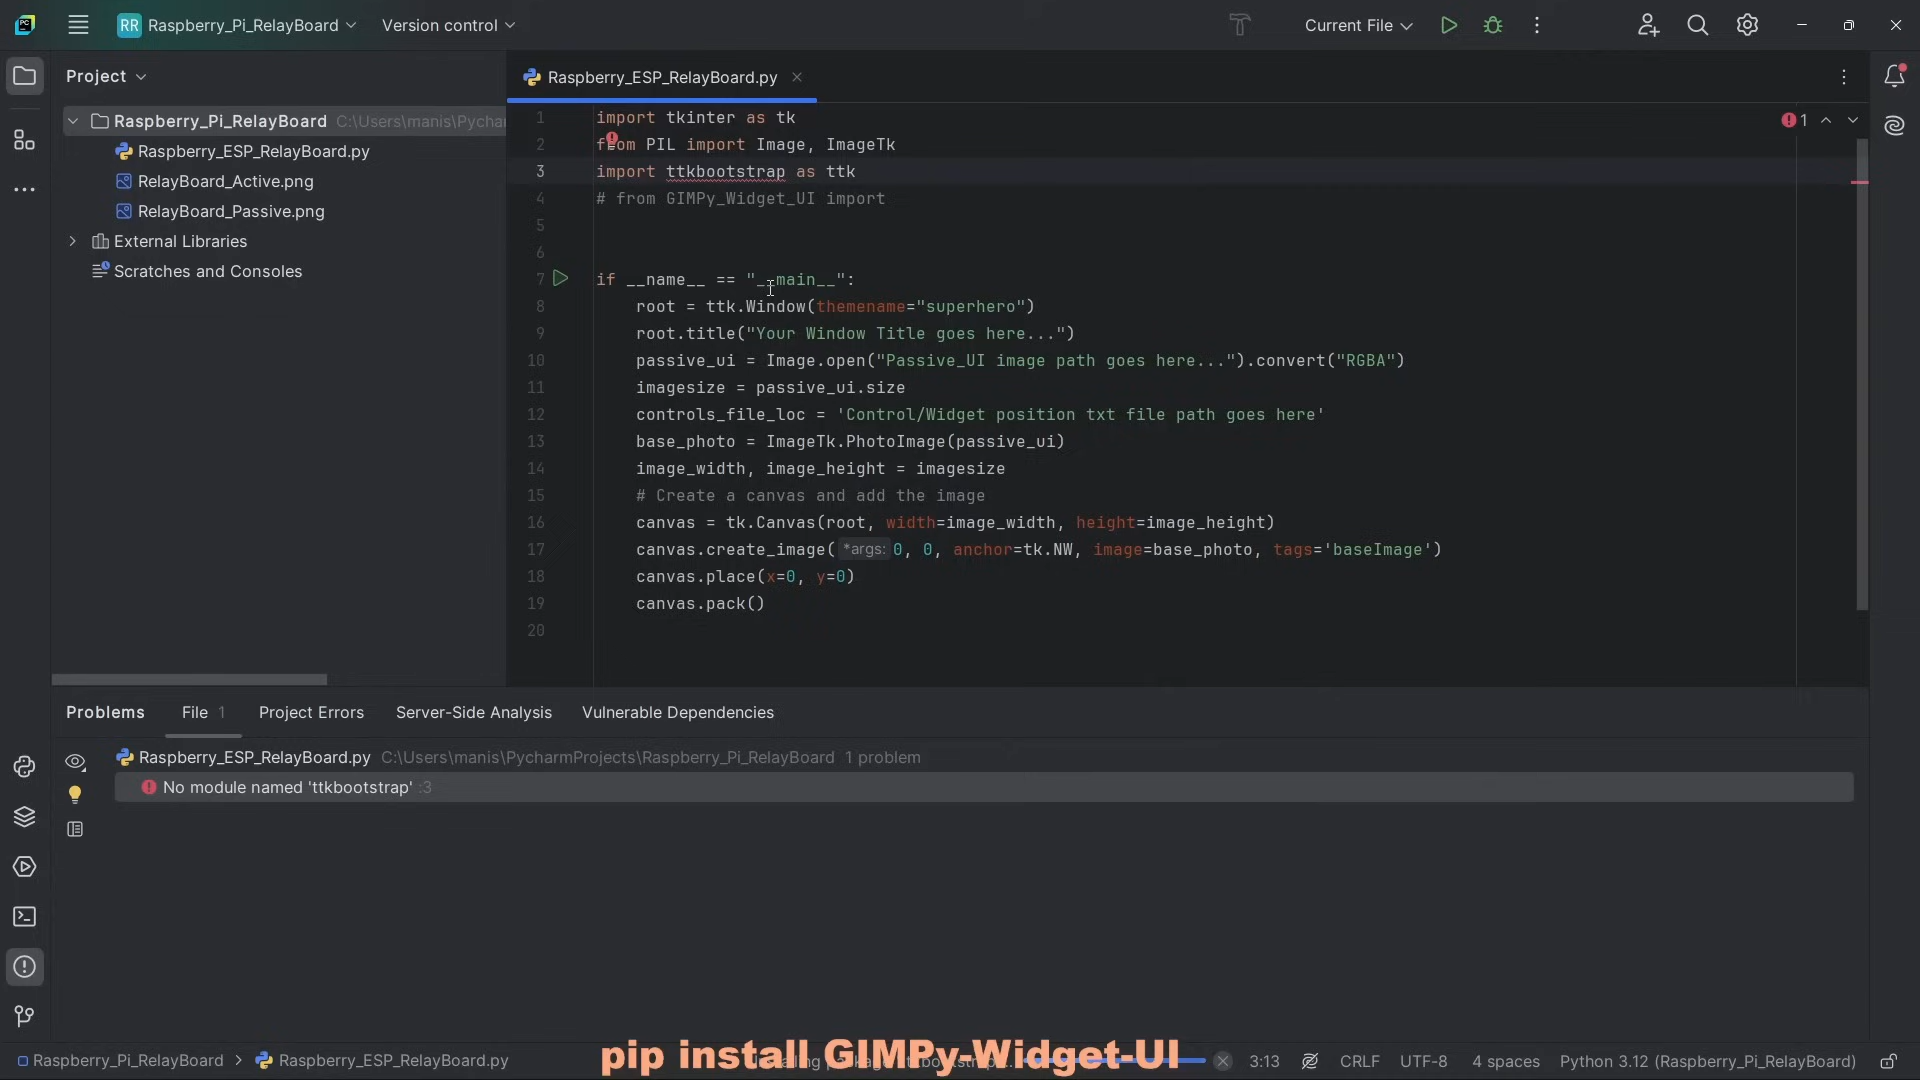 RR Raspberry_Pi_RelayBoard Version control Current File
Project
Raspberry_Pi_RelayBoard C:\Users\manis\Pychar
Raspberry_ESP_RelayBoard.py
RelayBoard_Active.png
RelayBoard_Passive.png
External Libraries
Scratches and Consoles
Raspberry_ESP_RelayBoard.py
1
1 import tkinter as tk
2 from PIL import Image, ImageTk
3 import ttkbootstrap as ttk
4 # from GIMPy_Widget_UI import
5
6
7 if __name__ == "__main__":
8 root = ttk.Window(themename="superhero")
9 root.title("Your Window Title goes here...")
10 passive_ui = Image.open("Passive_UI image path goes here...").convert("RGBA")
11 imagesize = passive_ui.size
12 controls_file_loc = 'Control/Widget position txt file path goes here'
13 base_photo = ImageTk.PhotoImage(passive_ui)
14 image_width, image_height = imagesize
15 # Create a canvas and add the image
16 canvas = tk.Canvas(root, width=image_width, height=image_height)
17 canvas.create_image( *args: 0, 0, anchor=tk.NW, image=base_photo, tags='baseImage')
18 canvas.place(x=0, y=0)
19 canvas.pack()
20
Problems File 1 Project Errors Server-Side Analysis Vulnerable Dependencies
Raspberry_ESP_RelayBoard.py C:\Users\manis\PycharmProjects\Raspberry_Pi_RelayBoard 1 problem
No module named 'ttkbootstrap' :3
pip install GIMPy-Widget-UI
Raspberry_Pi_RelayBoard > Raspberry_ESP_RelayBoard.py 3:13 CRLF UTF-8 4 spaces Python 3.12 (Raspberry_Pi_RelayBoard)